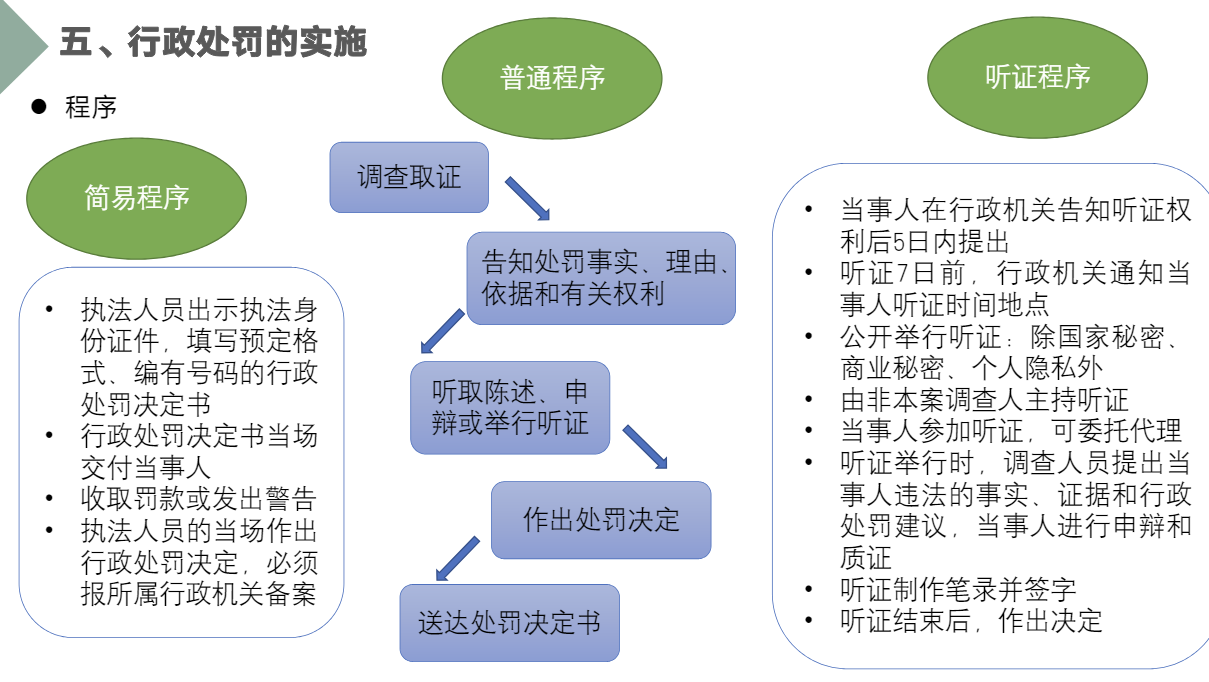 五、行政处罚的实施
● 程序
简易程序
• 执法人员出示执法身
份证件，填写预定格
式、编有号码的行政
处罚决定书
• 行政处罚决定书当场
交付当事人
• 收取罚款或发出警告
• 执法人员的当场作出
行政处罚决定，必须
报所属行政机关备案
普通程序
调查取证
告知处罚事实、理由、
依据和有关权利
听取陈述、申
辩或举行听证
作出处罚决定
送达处罚决定书
听证程序
• 当事人在行政机关告知听证权
利后5日内提出
• 听证7日前，行政机关通知当
事人听证时间地点
• 公开举行听证：除国家秘密、
商业秘密、个人隐私外
• 由非本案调查人主持听证
• 当事人参加听证，可委托代理
• 听证举行时，调查人员提出当
事人违法的事实、证据和行政
处罚建议，当事人进行申辩和
质证
• 听证制作笔录并签字
• 听证结束后，作出决定